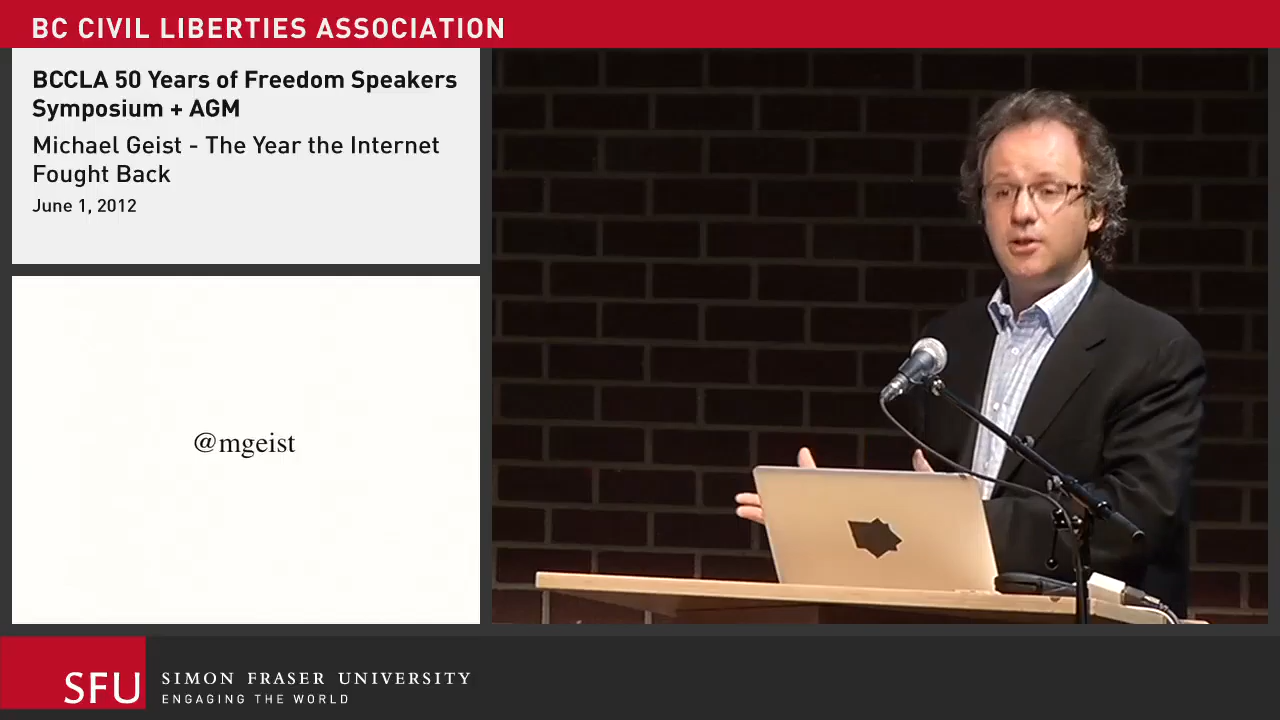 BC CIVIL LIBERTIES ASSOCIATION
BCCLA 50 Years of Freedom Speakers
Symposium + AGM
Michael Geist - The Year the Internet
Fought Back
June 1, 2012
@mgeist
SFU
SIMON FRASER UNIVERSITY
ENGAGING THE WORLD